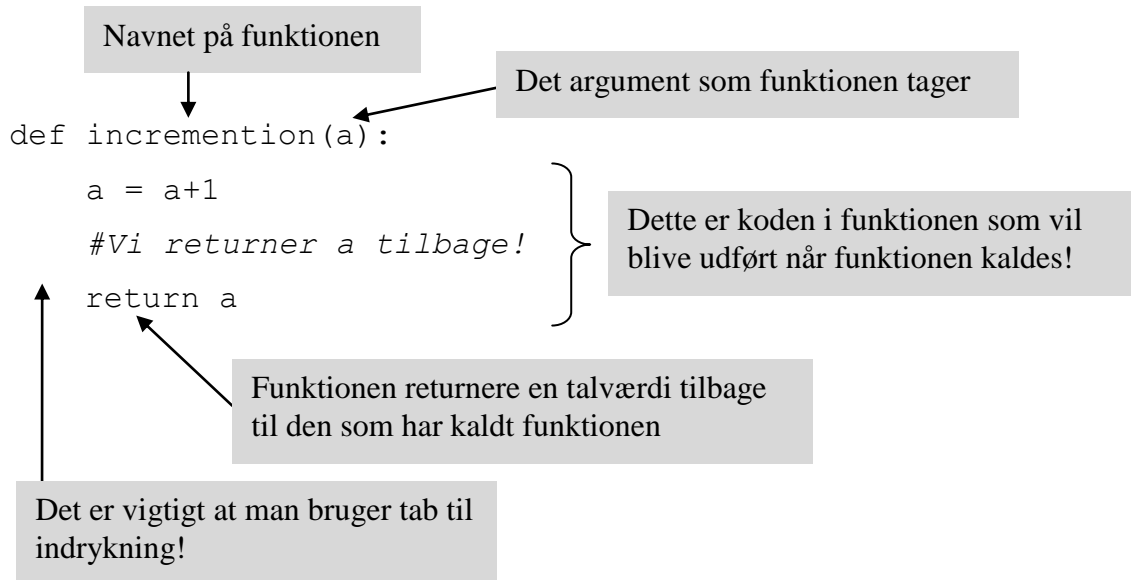 Navnet på funktionen
Det argument som funktionen tager
def incremention(a):
a = a+1
#Vi returner a tilbage!
return a
Dette er koden i funktionen som vil
blive udført når funktionen kaldes!
Funktionen returnere en talværdi tilbage
til den som har kaldt funktionen
Det er vigtigt at man bruger tab til
indrykning!